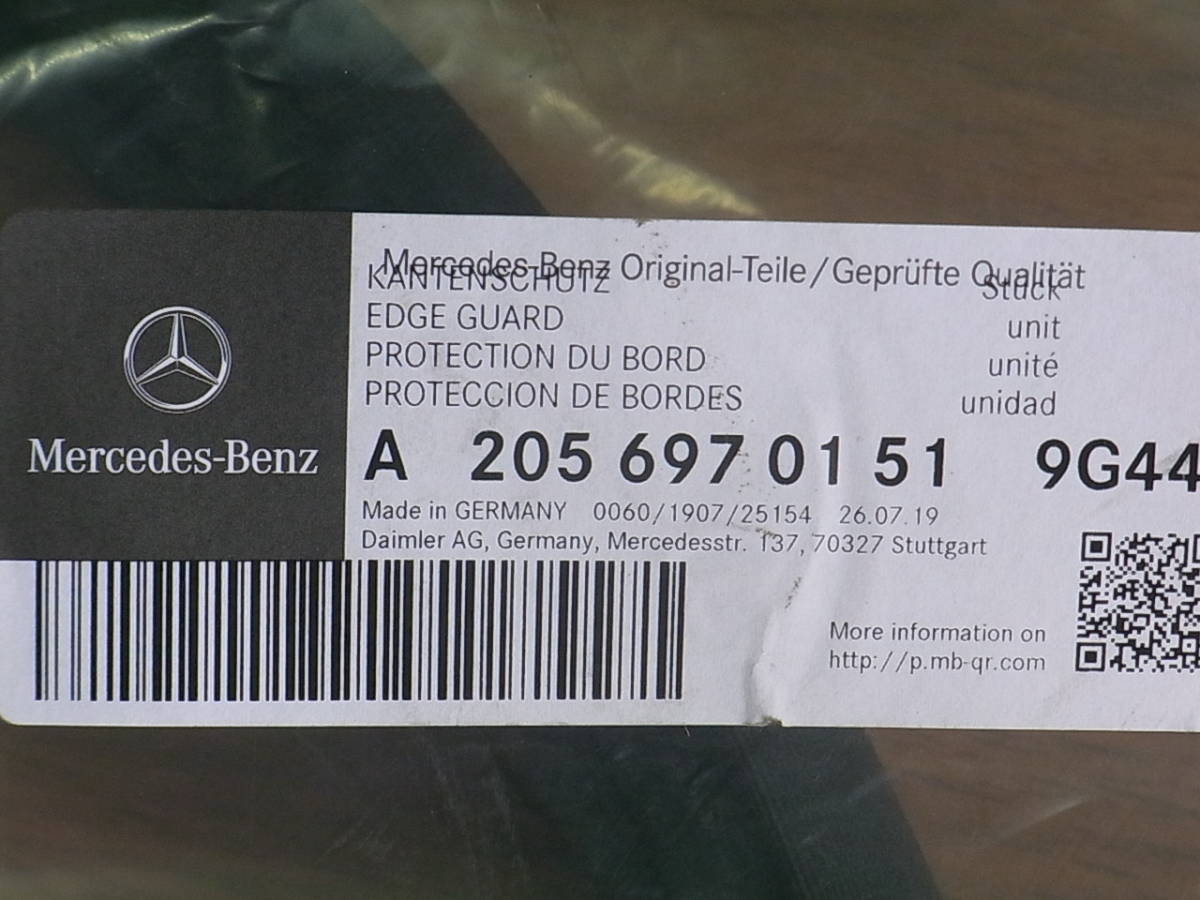 Mercedes-Benz Original-Teile/Geprüfte Qualität
KANTENSCHUTZ Stück
EDGE GUARD unit
PROTECTION DU BORD unité
PROTECCION DE BORDES unidad
Mercedes-Benz
A 205 697 01 51 9G44
Made in GERMANY 0060/1907/25154 26.07.19
Daimler AG, Germany, Mercedesstr. 137, 70327 Stuttgart
More information on
http://p.mb-qr.com